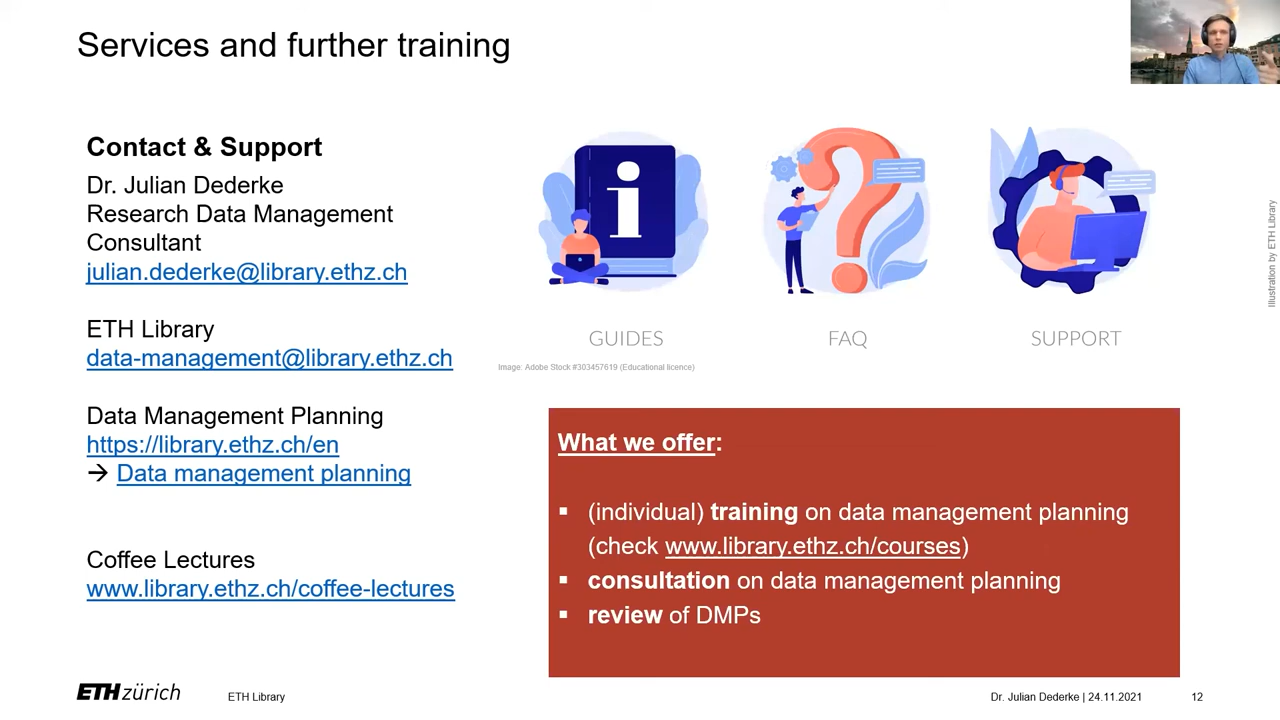 Services and further training
Contact & Support
Dr. Julian Dederke
Research Data Management
Consultant
julian.dederke@library.ethz.ch
ETH Library
data-management@library.ethz.ch
Data Management Planning
https://library.ethz.ch/en
→ Data management planning
Coffee Lectures
www.library.ethz.ch/coffee-lectures
i
?
GUIDES
FAQ
SUPPORT
Image: Adobe Stock #303457619 (Educational licence)
Illustration by ETH Library
What we offer:
▪ (individual) training on data management planning
(check www.library.ethz.ch/courses)
▪ consultation on data management planning
▪ review of DMPs
ETH zürich
ETH Library
Dr. Julian Dederke | 24.11.2021
12